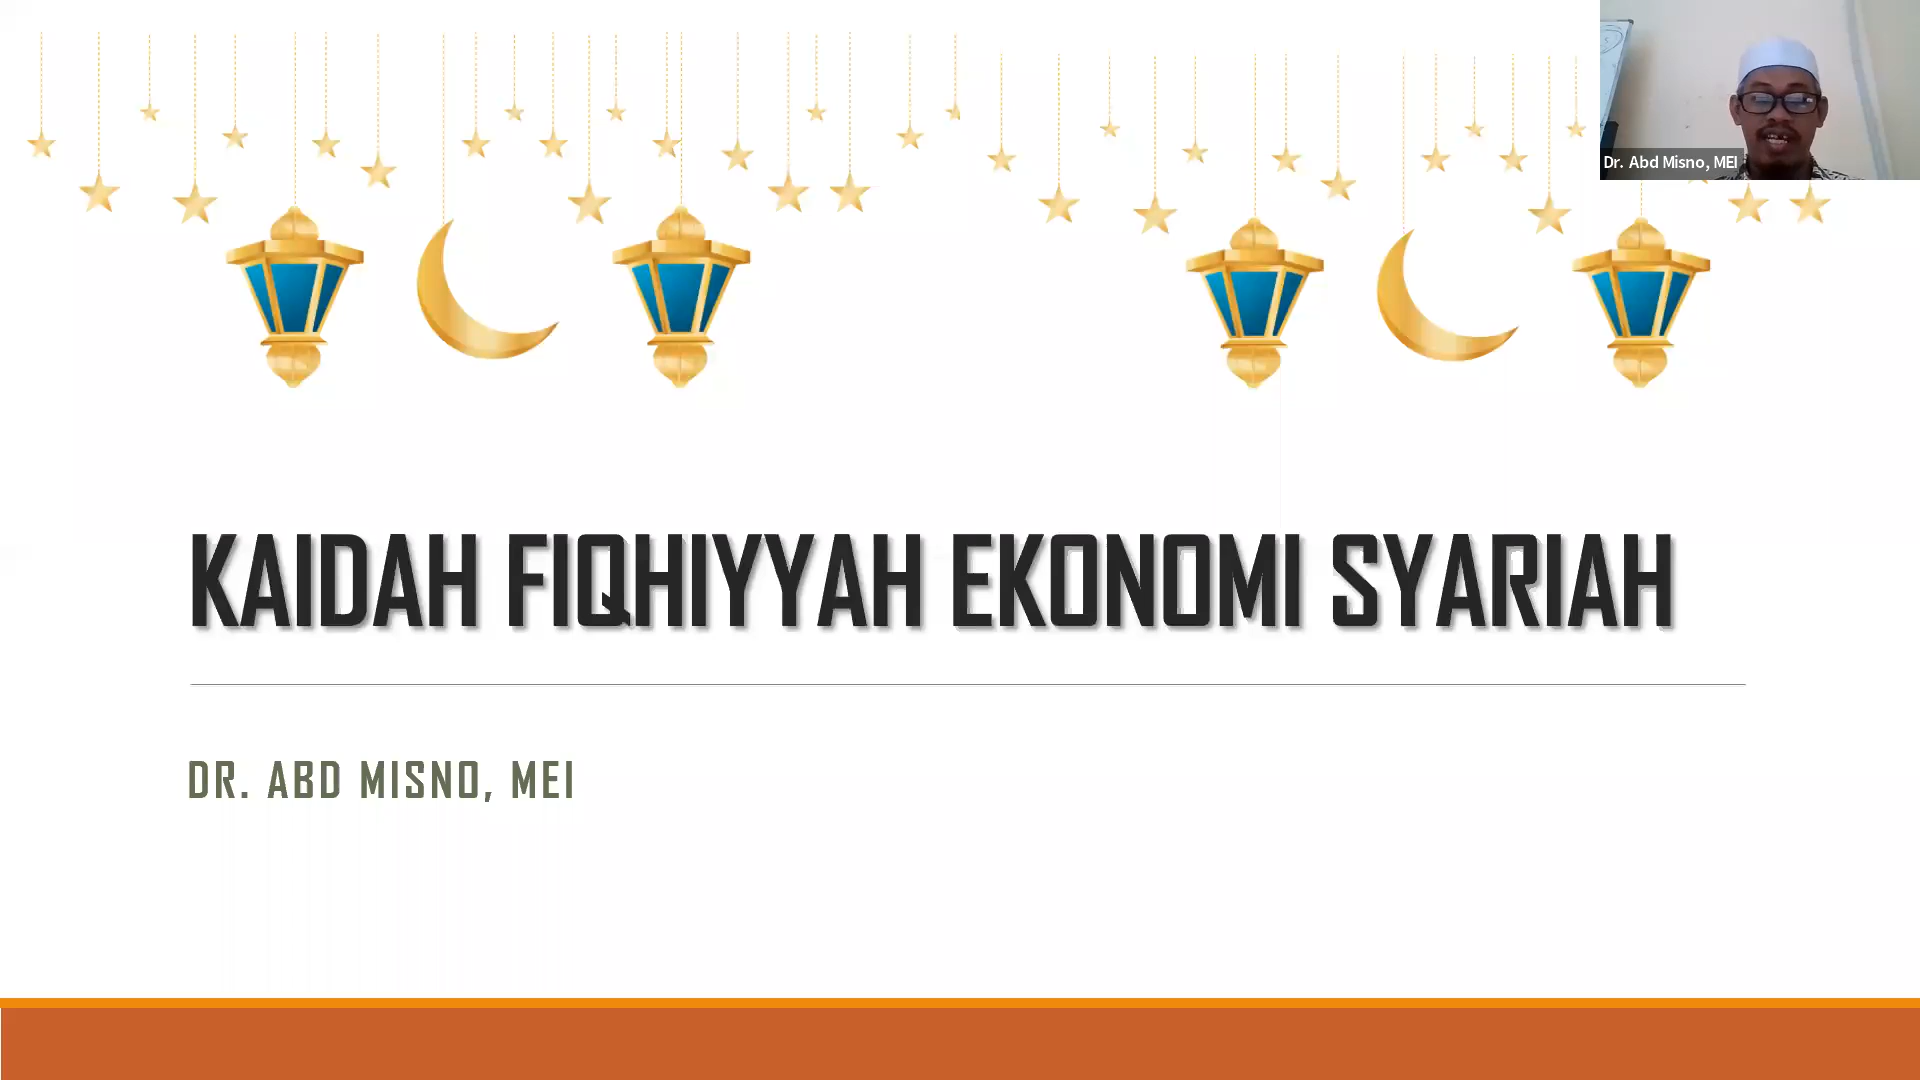 Dr. Abd Misno, MEI
KAIDAH FIQHIYYAH EKONOMI SYARIAH
DR. ABD MISNO, MEI